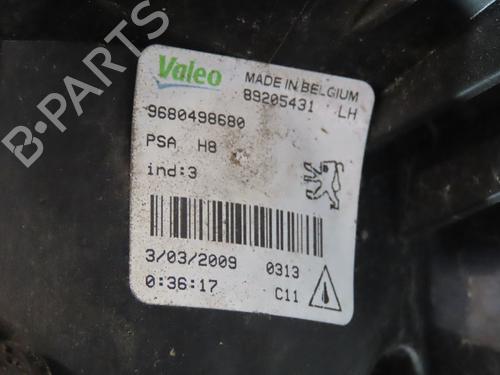 Valeo MADE IN BELGIUM
89205431 LH
9680498680
PSA H8
ind:3
3/03/2009 0313
0:36:17 C11
B-PARTS